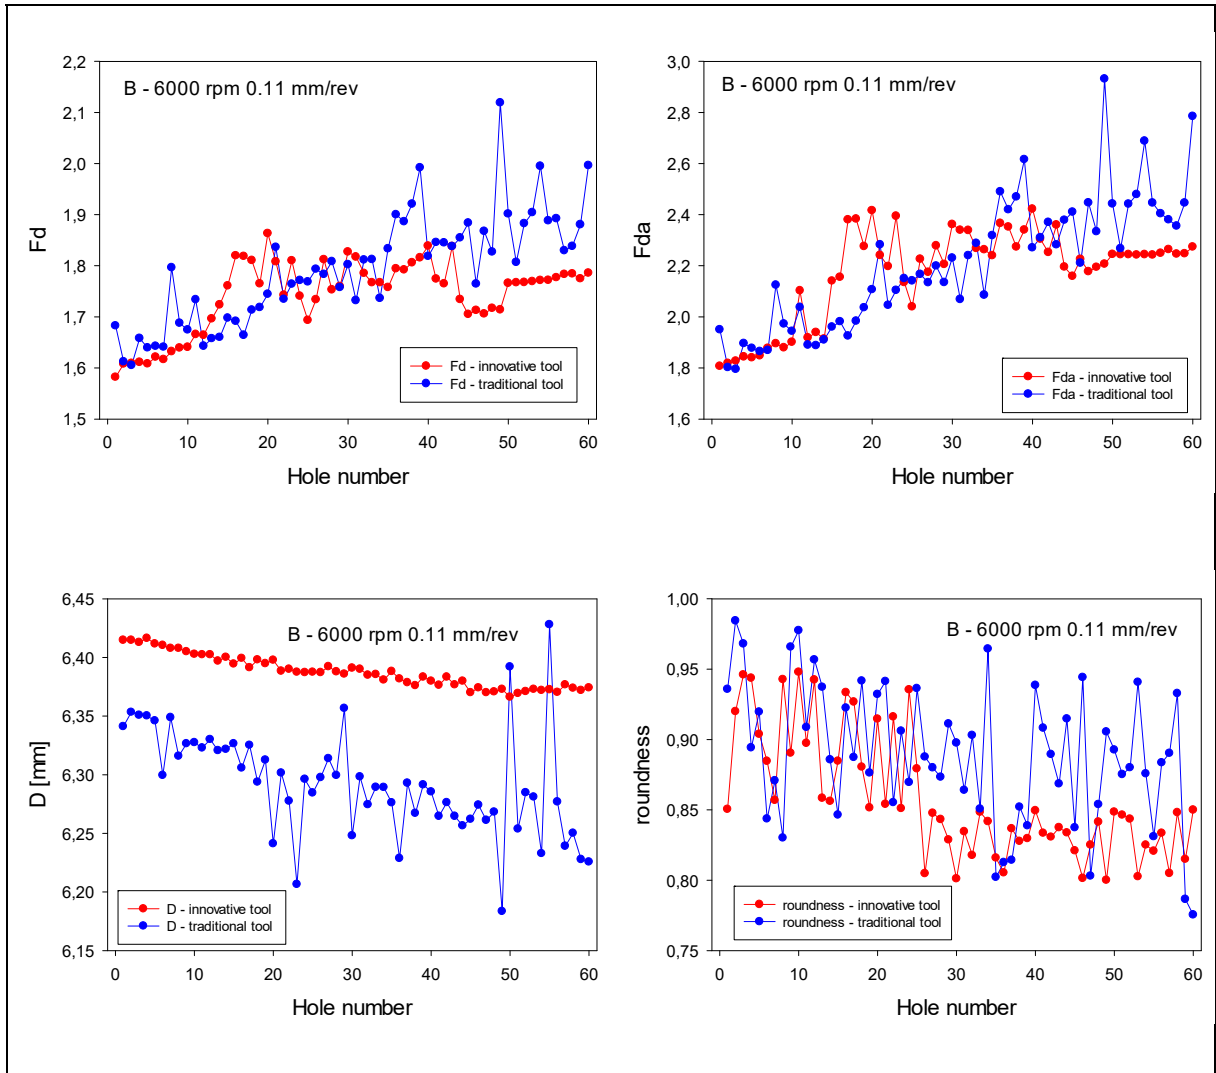 2,2
2,1
2,0
1,9
1,8
1,7
1,6
1,5
Fd
B - 6000 rpm 0.11 mm/rev
Fd - innovative tool
Fd - traditional tool
0 10 20 30 40 50 60
Hole number
3,0
2,8
2,6
2,4
2,2
2,0
1,8
1,6
Fda
B - 6000 rpm 0.11 mm/rev
Fda - innovative tool
Fda - traditional tool
0 10 20 30 40 50 60
Hole number
6,45
6,40
6,35
6,30
6,25
6,20
6,15
D [mm]
B - 6000 rpm 0.11 mm/rev
D - innovative tool
D - traditional tool
0 10 20 30 40 50 60
Hole number
1,00
0,95
0,90
0,85
0,80
0,75
roundness
B - 6000 rpm 0.11 mm/rev
roundness - innovative tool
roundness - traditional tool
0 10 20 30 40 50 60
Hole number